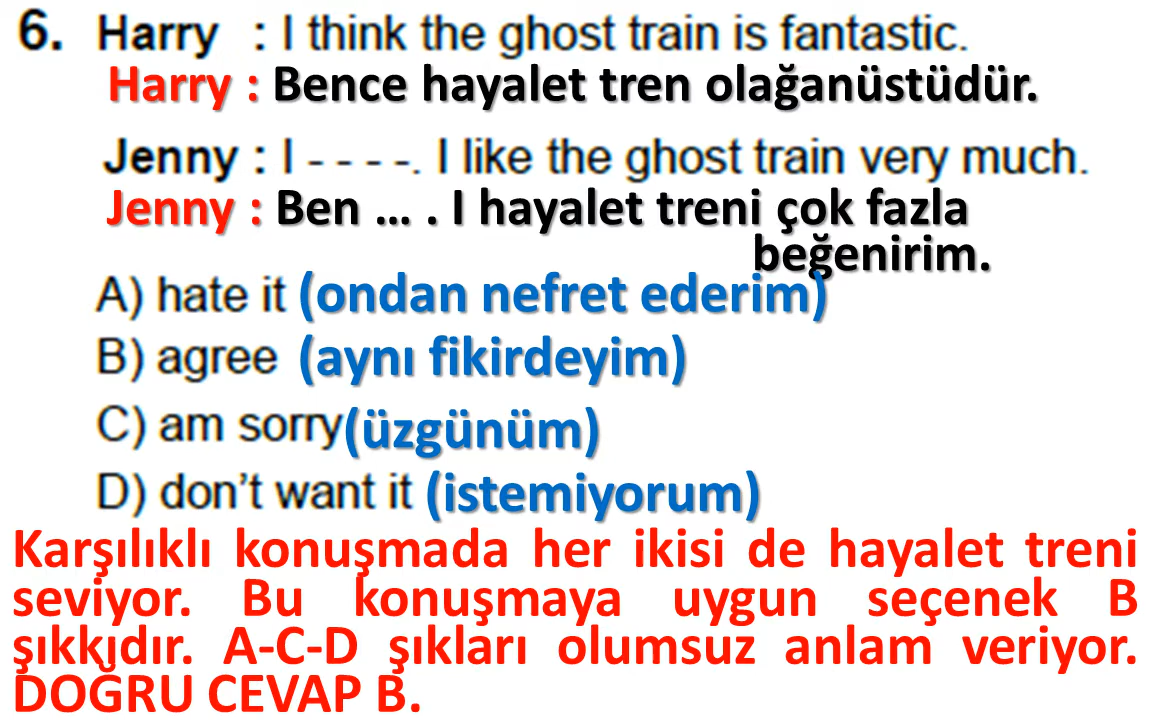 6. Harry : I think the ghost train is fantastic.
Harry : Bence hayalet tren olağanüstüdür.
Jenny : I - - - -. I like the ghost train very much.
Jenny : Ben ... . I hayalet treni çok fazla
beğenirim.
A) hate it (ondan nefret ederim)
B) agree (aynı fikirdeyim)
C) am sorry(üzgünüm)
D) don't want it (istemiyorum)
Karşılıklı konuşmada her ikisi de hayalet treni
seviyor. Bu konuşmaya uygun seçenek B
şıkkıdır. A-C-D şıkları olumsuz anlam veriyor.
DOĞRU CEVAP B.